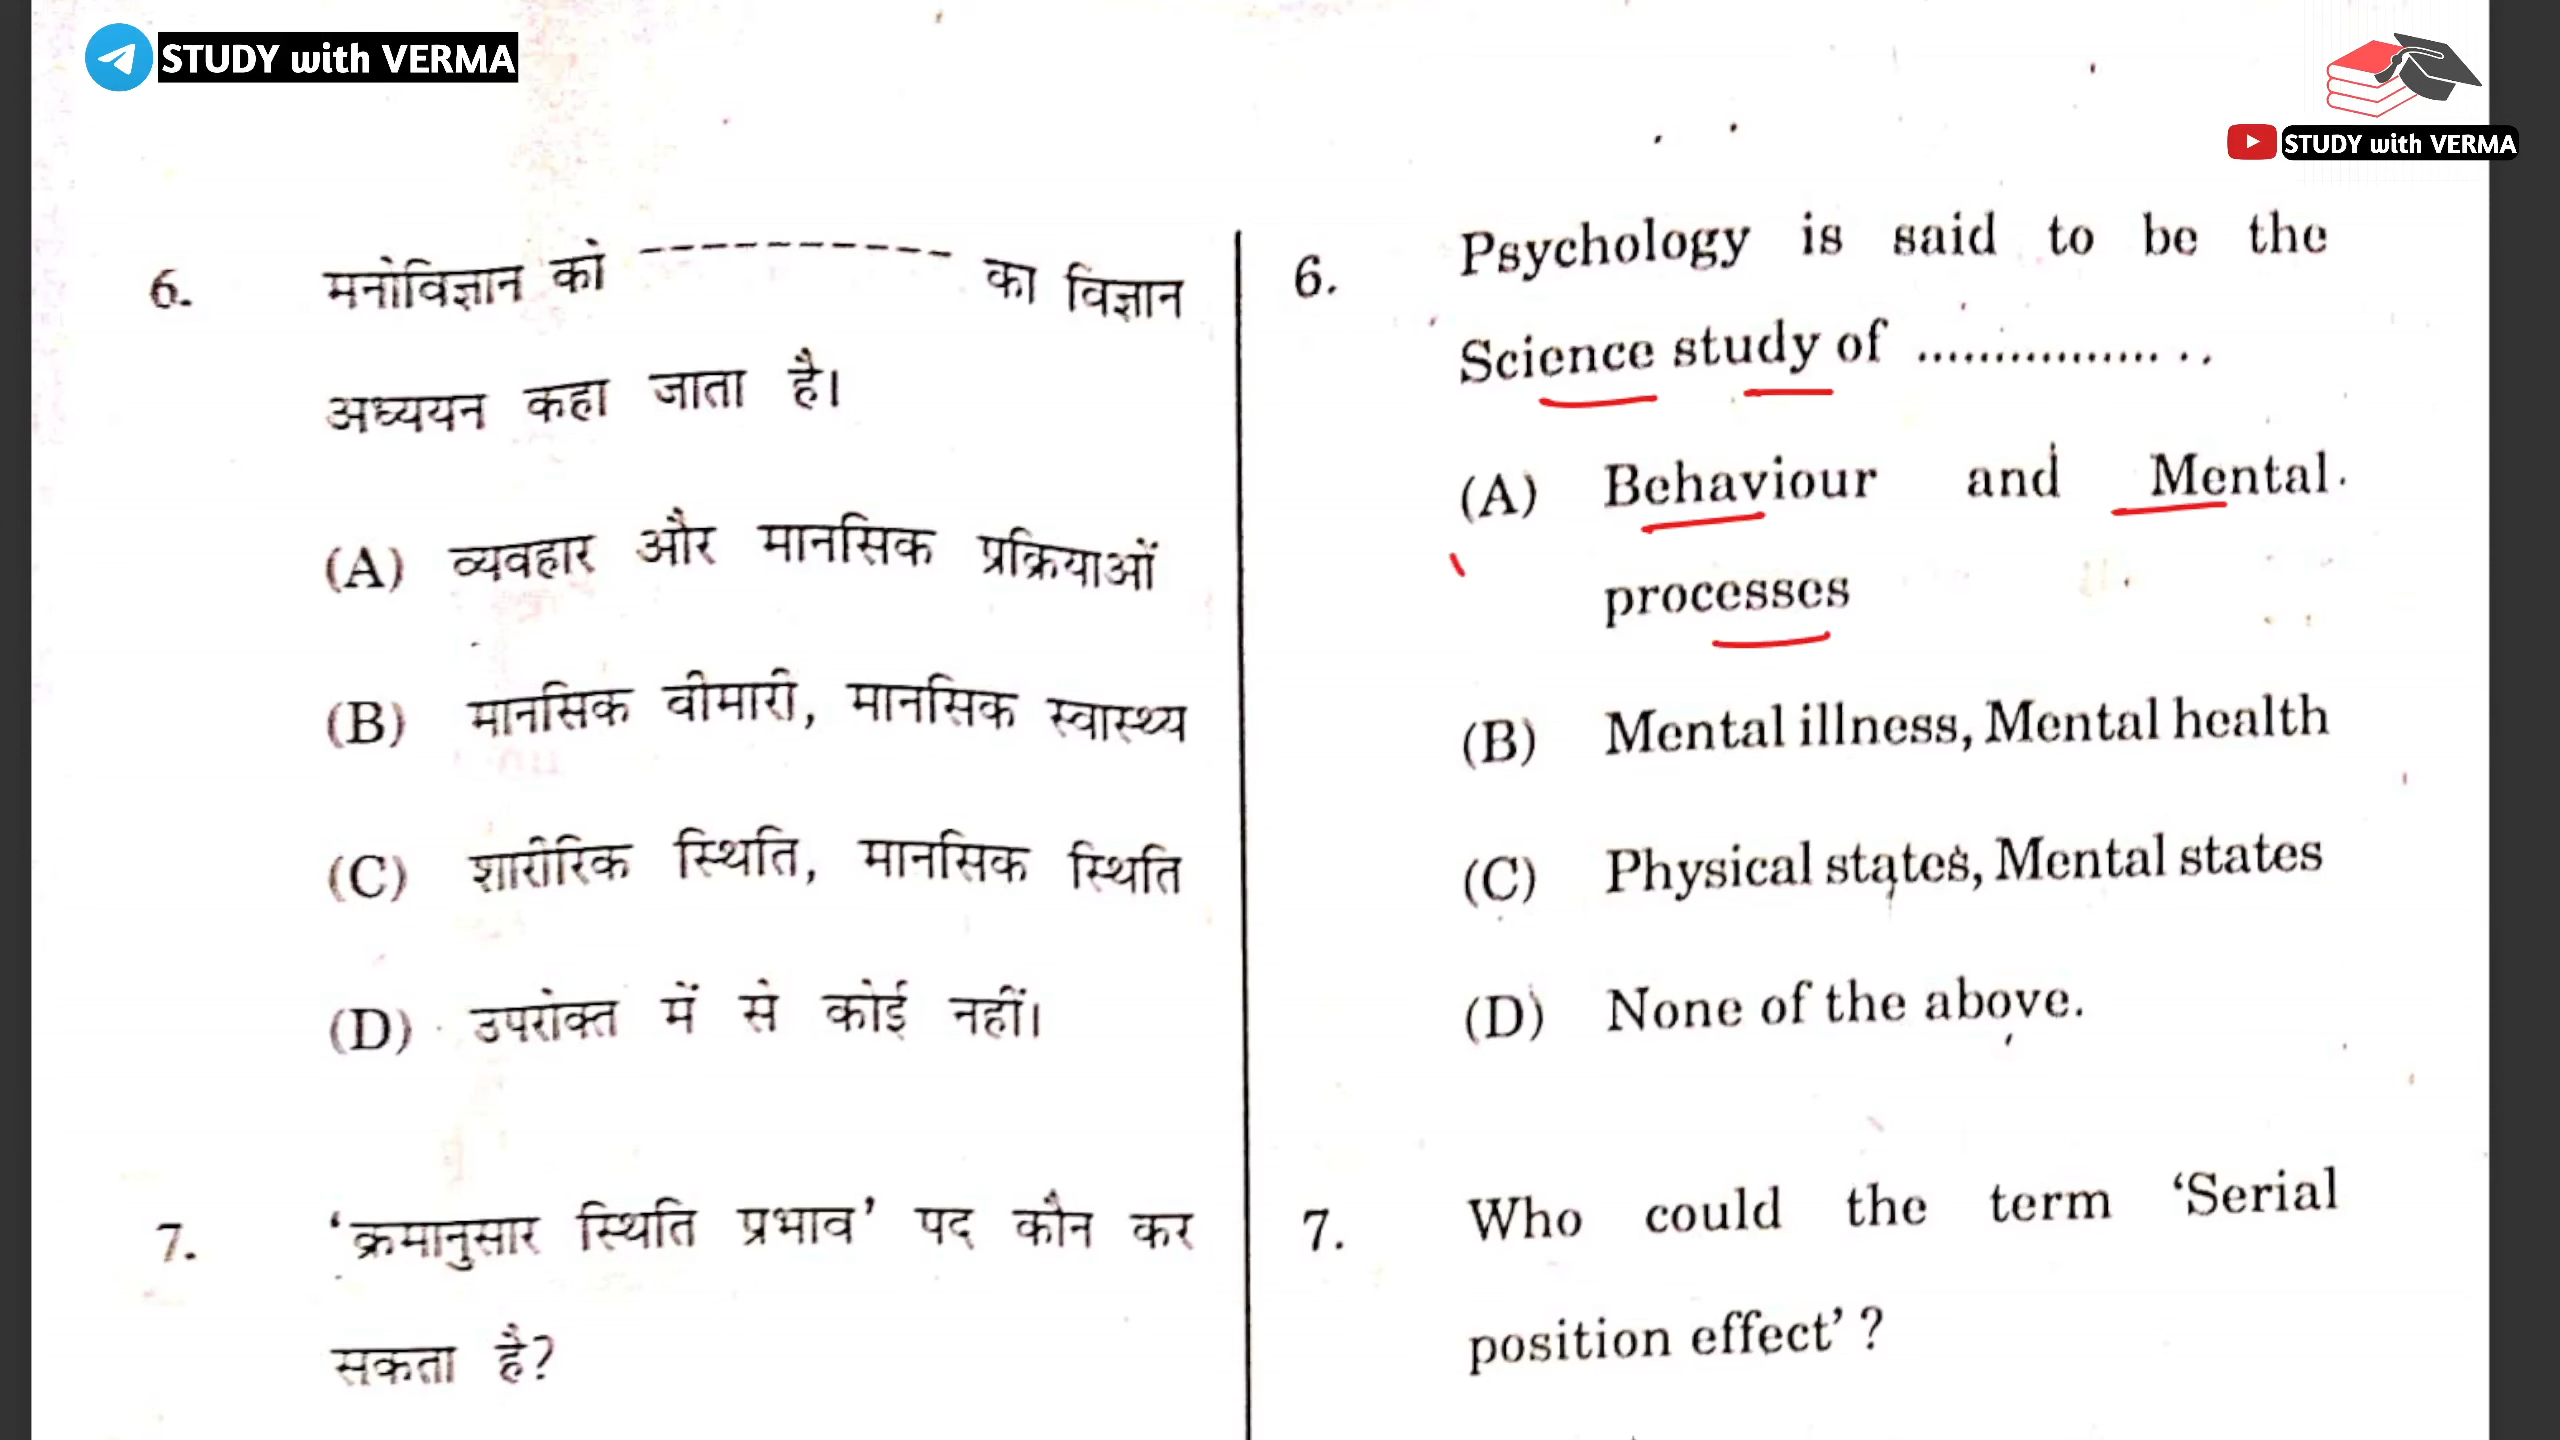 STUDY with VERMA
STUDY with VERMA
6. मनोविज्ञान को ---------- का विज्ञान
अध्ययन कहा जाता है।
(A) व्यवहार और मानसिक प्रक्रियाओं
(B) मानसिक बीमारी, मानसिक स्वास्थ्य
(C) शारीरिक स्थिति, मानसिक स्थिति
(D) उपरोक्त में से कोई नहीं।
7. ‘क्रमानुसार स्थिति प्रभाव’ पद कौन कर
सकता है?
6. Psychology is said to be the
Science study of ..................
(A) Behaviour and Mental
processes
(B) Mental illness, Mental health
(C) Physical states, Mental states
(D) None of the above.
7. Who could the term ‘Serial
position effect’ ?